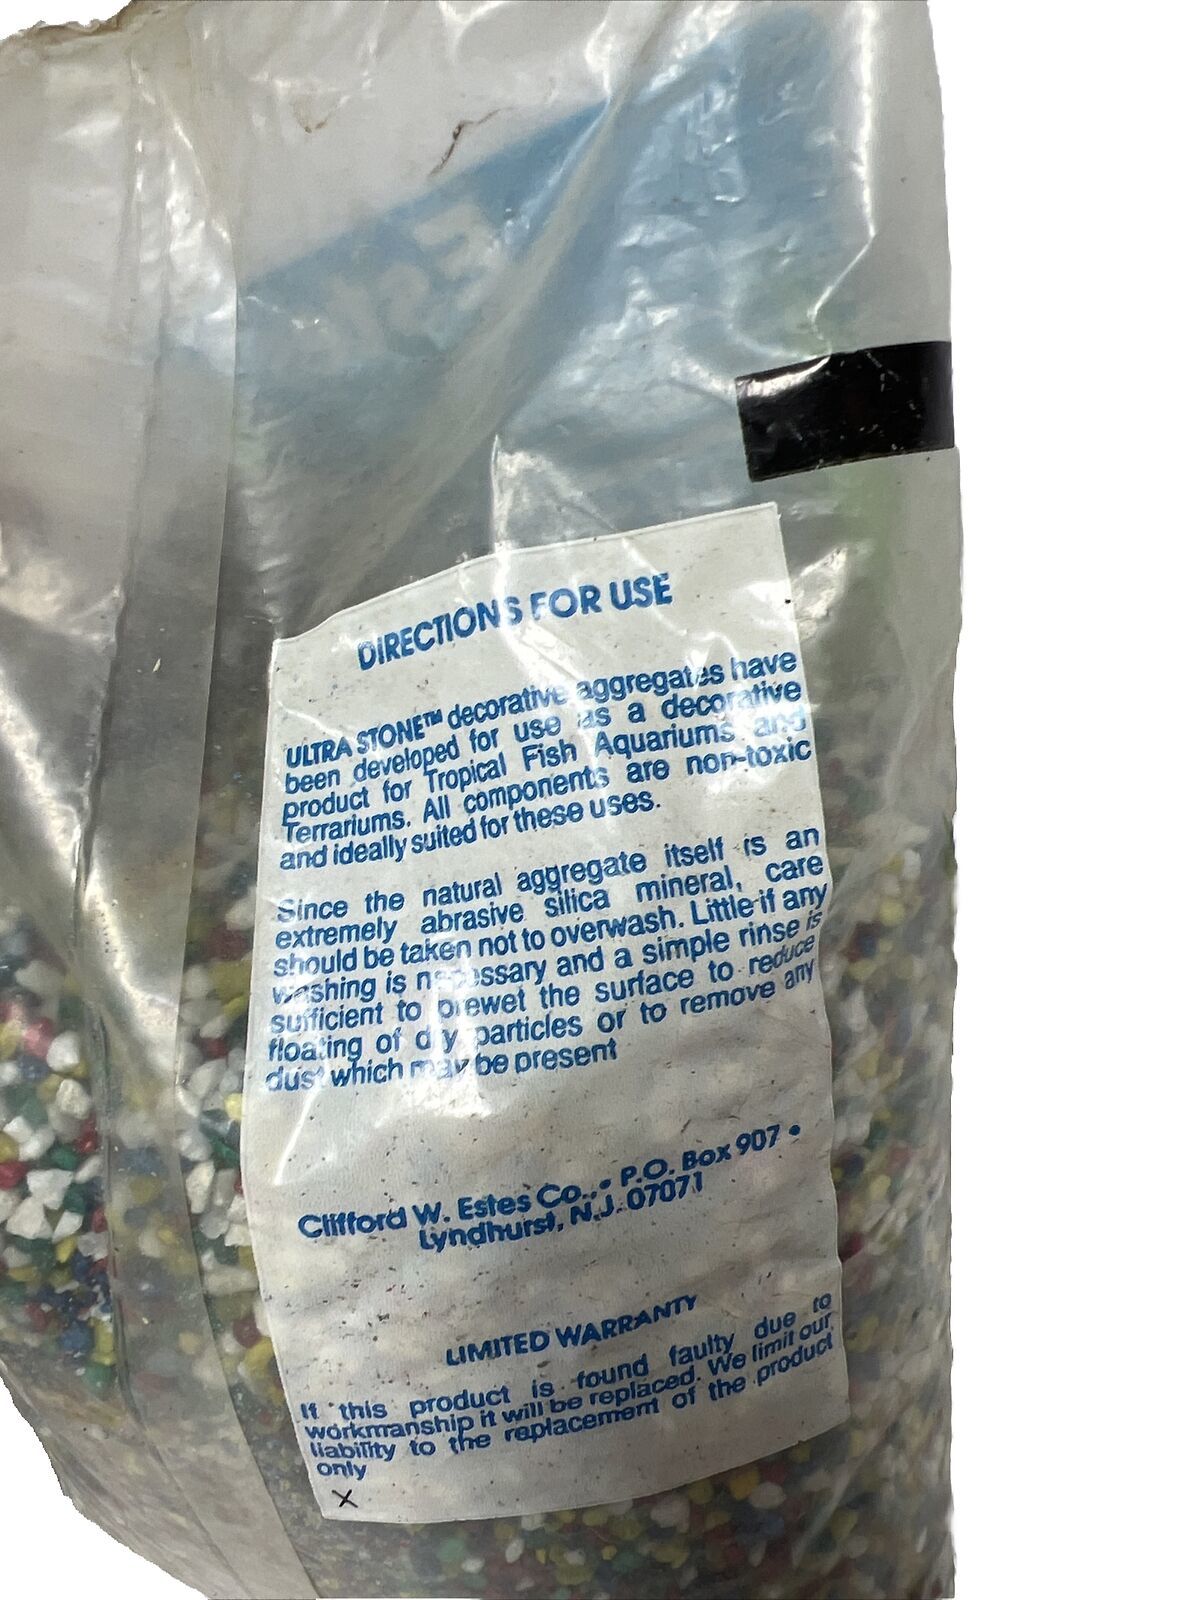 DIRECTIONS FOR USE
ULTRA STONE™ decorative aggregates have
been developed for use as a decorative
product for Tropical Fish Aquariums and
Terrariums. All components are non-toxic
and ideally suited for these uses.
Since the natural aggregate itself is an
extremely abrasive silica mineral, care
should be taken not to overwash. Little if any
washing is necessary and a simple rinse is
sufficient to prewet the surface to reduce
floating of dry particles or to remove any
dust which may be present
Clifford W. Estes Co., • P.O. Box 907 •
Lyndhurst, N.J. 07071
LIMITED WARRANTY
If this product is found faulty due to
workmanship it will be replaced. We limit our
liability to the replacement of the product
only
X